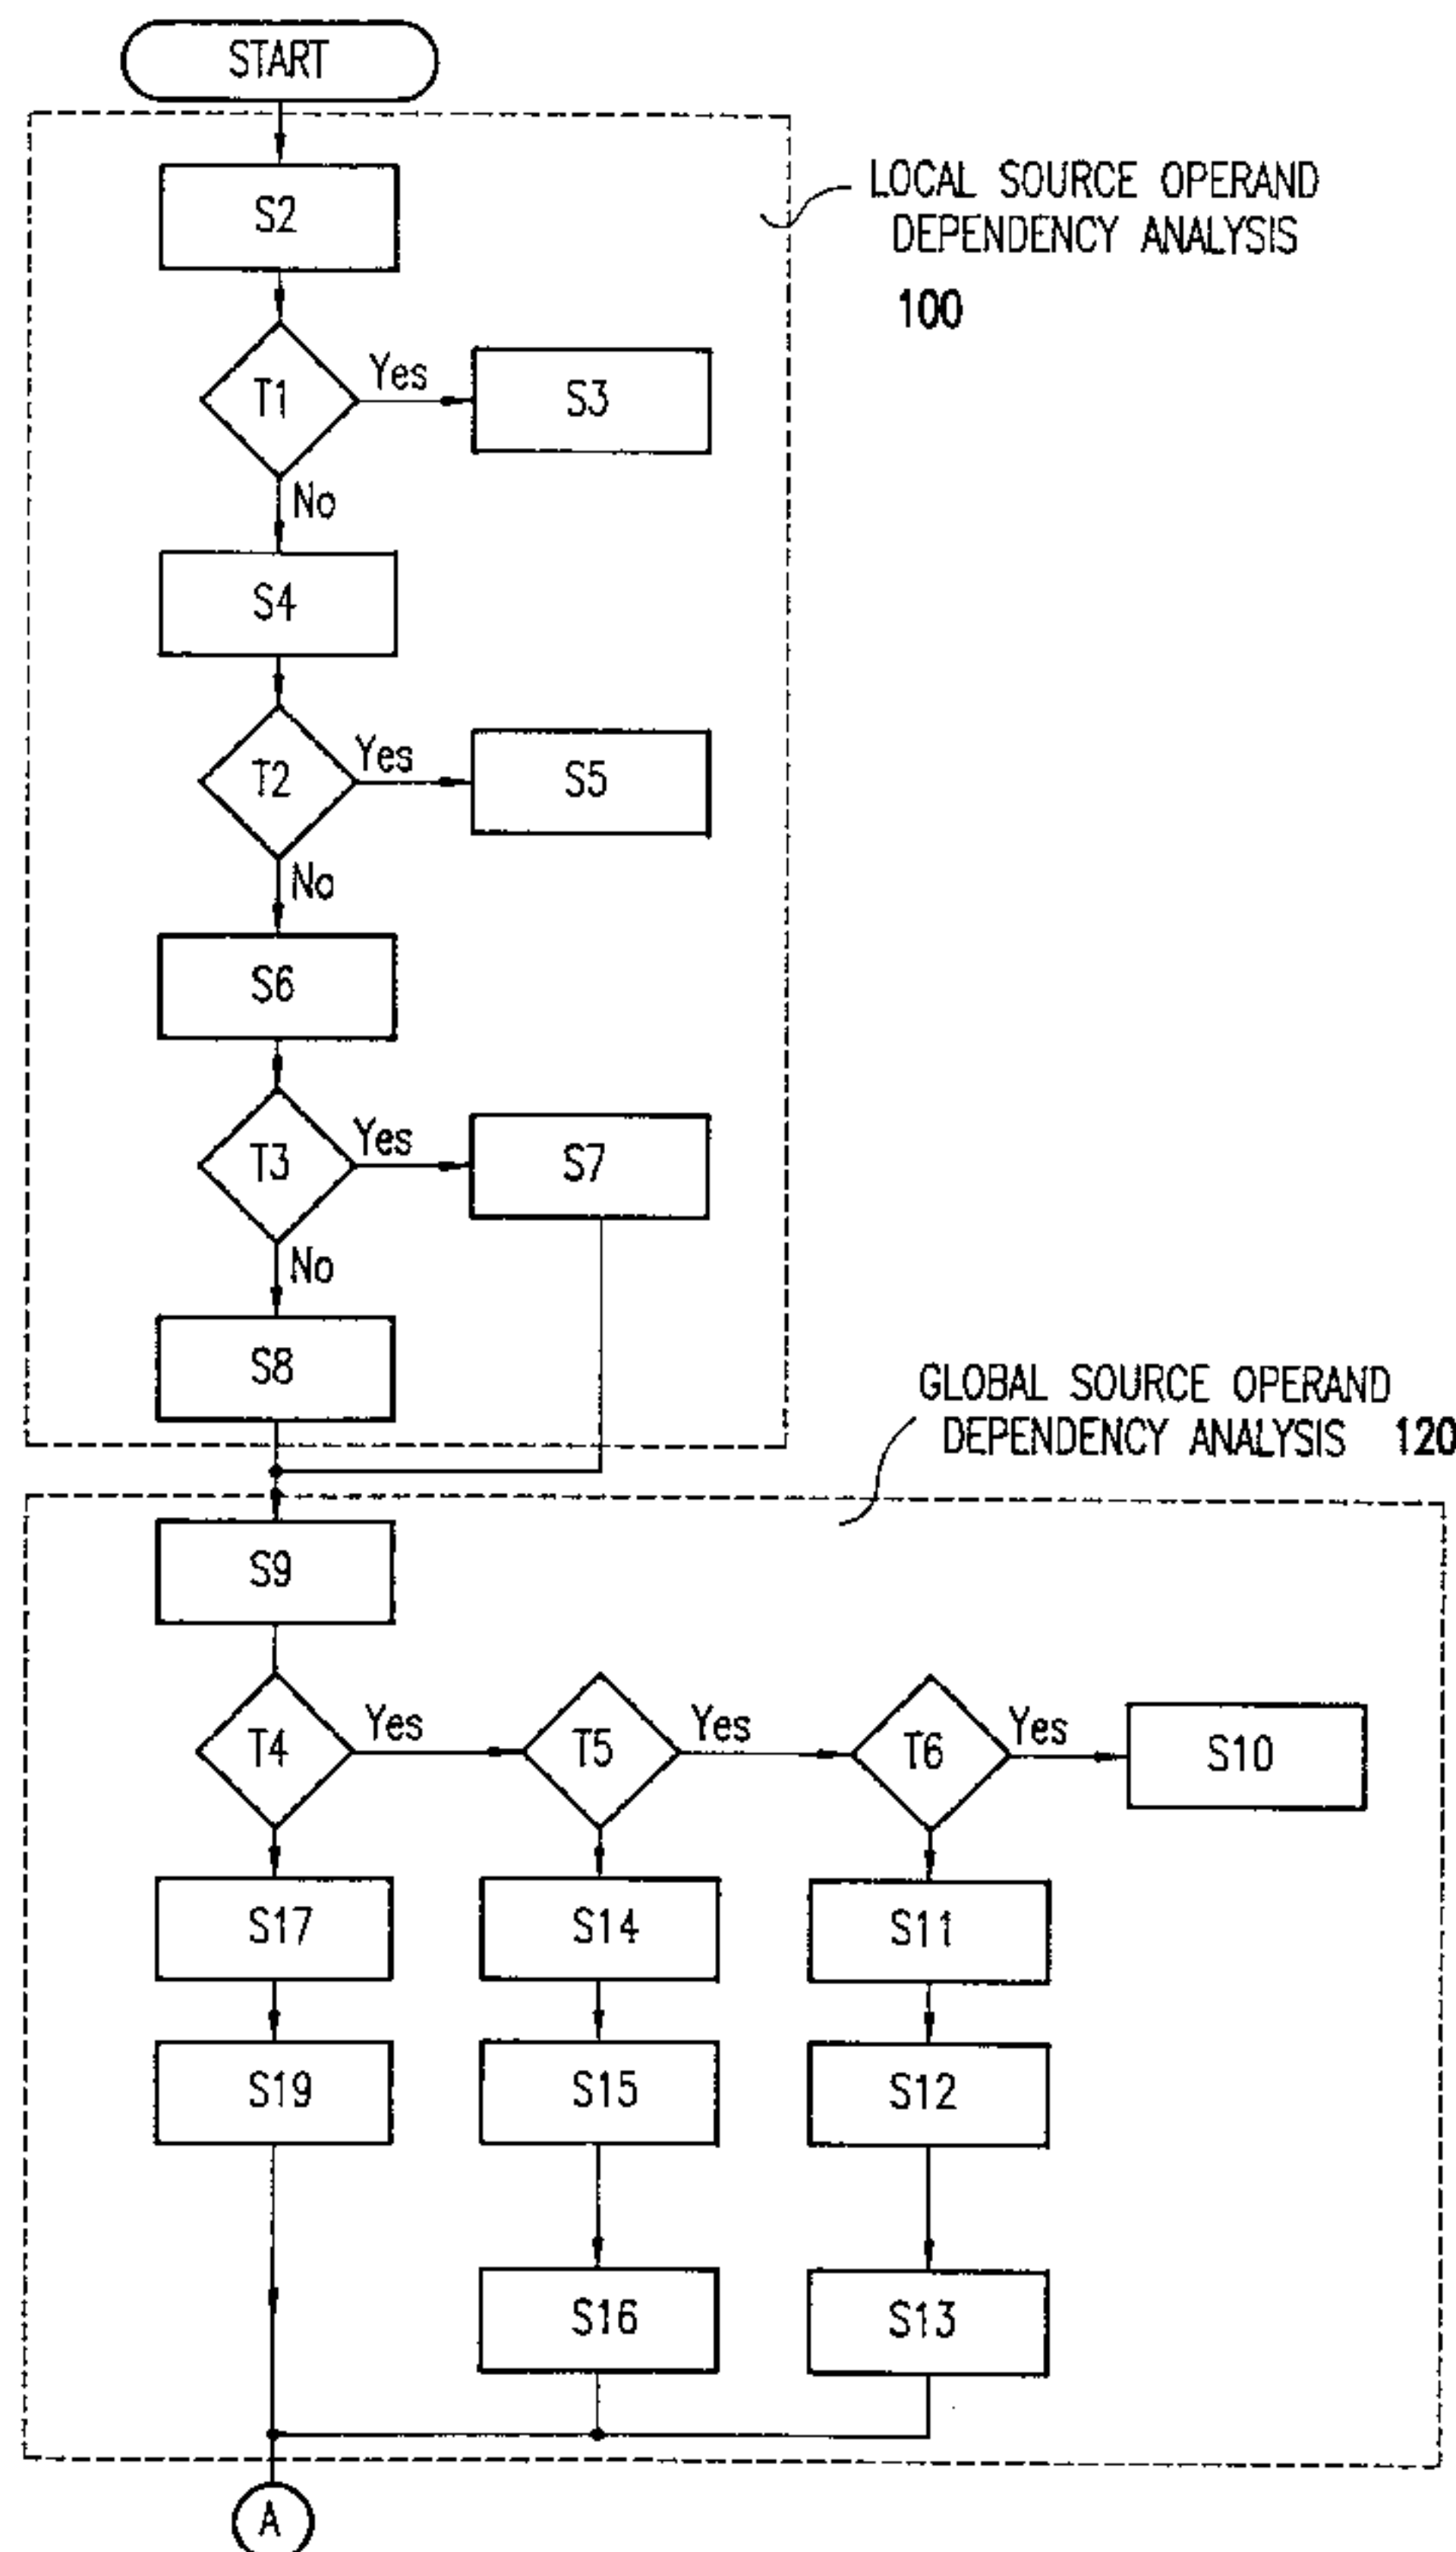 START
S2
LOCAL SOURCE OPERAND
DEPENDENCY ANALYSIS
100
T1
Yes
S3
No
S4
T2
Yes
S5
No
S6
T3
Yes
S7
No
S8
GLOBAL SOURCE OPERAND
DEPENDENCY ANALYSIS 120
S9
T4
Yes
T5
Yes
T6
Yes
S10
S17
S14
S11
S19
S15
S12
S16
S13
A